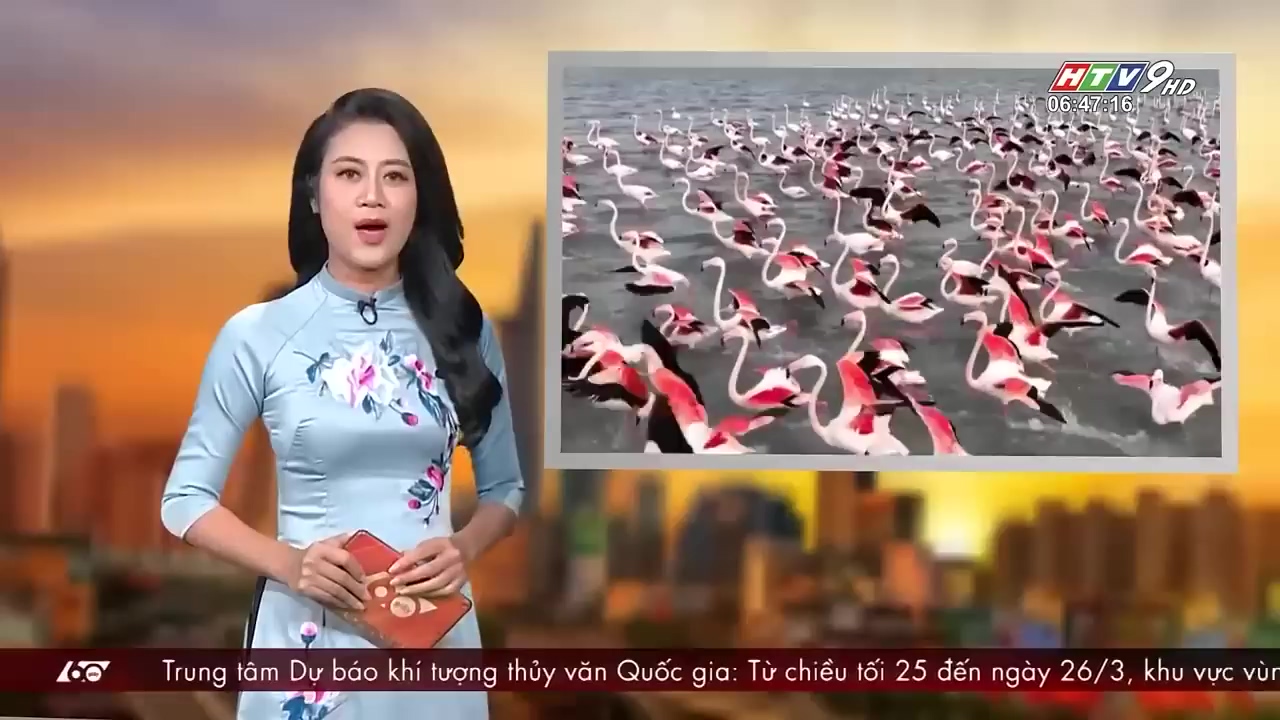 HTV9HD
06:47:16
60 Trung tâm Dự báo khí tượng thủy văn Quốc gia: Từ chiều tối 25 đến ngày 26/3, khu vực vùn